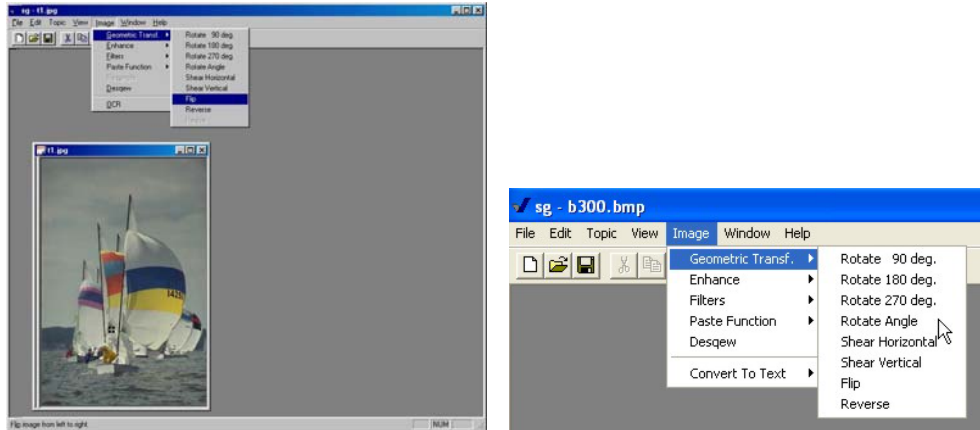 sg - t1.jpg
File Edit Topic View Image Window Help
Geometric Transf.
Enhance
Filters
Paste Function
Desqew
OCR
Rotate 90 deg.
Rotate 180 deg.
Rotate 270 deg.
Rotate Angle
Shear Horizontal
Shear Vertical
Flip
Reverse
t1.jpg
Flip image from left to right
NUM
sg - b300.bmp
File Edit Topic View Image Window Help
Geometric Transf.
Enhance
Filters
Paste Function
Desqew
Convert To Text
Rotate 90 deg.
Rotate 180 deg.
Rotate 270 deg.
Rotate Angle
Shear Horizontal
Shear Vertical
Flip
Reverse